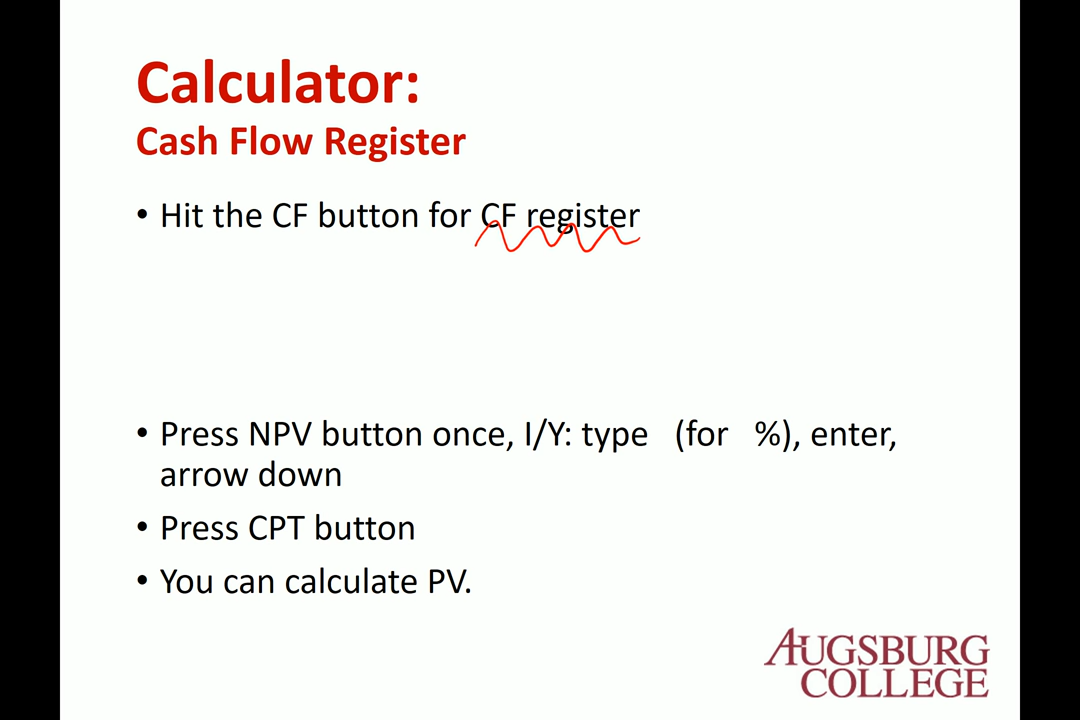 Calculator:
Cash Flow Register
• Hit the CF button for CF register
• Press NPV button once, I/Y: type (for %), enter,
arrow down
• Press CPT button
• You can calculate PV.
AUGSBURG
COLLEGE